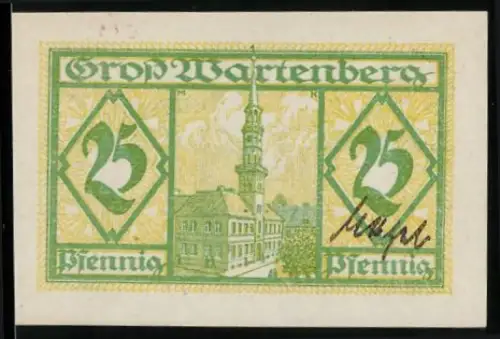 Groß Wartenberg
M H
25 25
Pfennig Pfennig